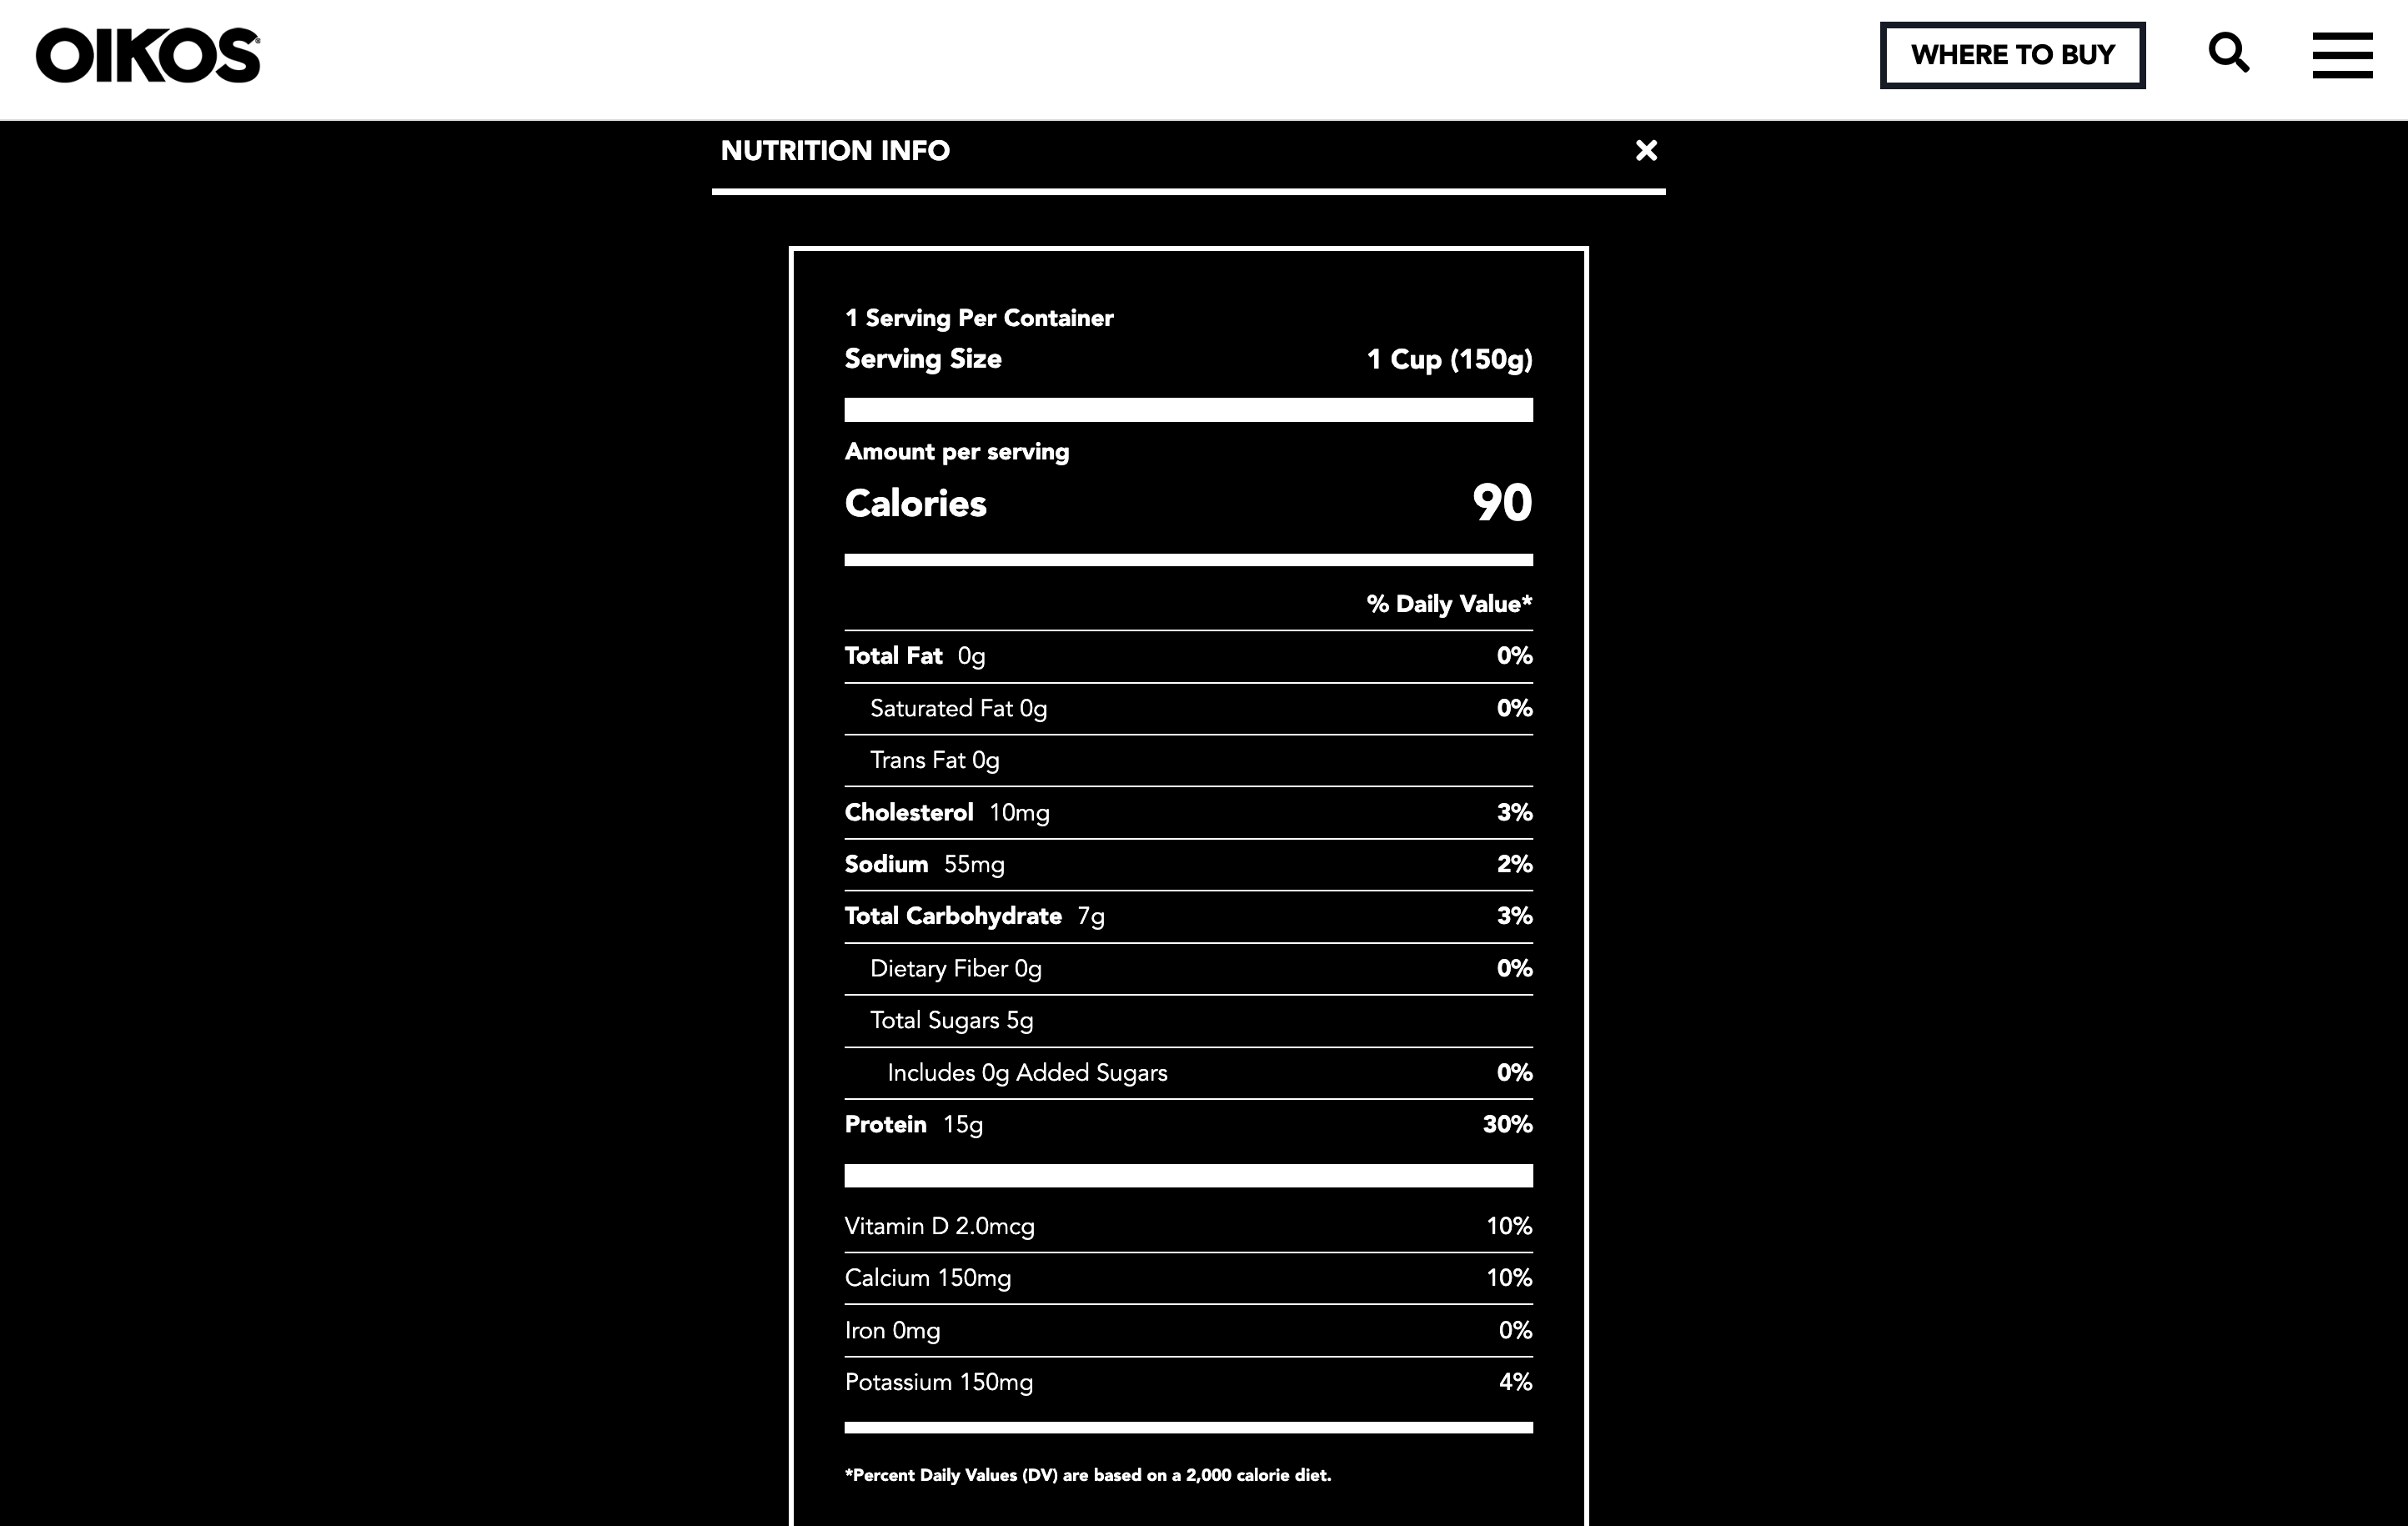 OIKOS®
WHERE TO BUY
NUTRITION INFO
1 Serving Per Container
Serving Size 1 Cup (150g)
Amount per serving
Calories 90
% Daily Value*
Total Fat 0g 0%
Saturated Fat 0g 0%
Trans Fat 0g
Cholesterol 10mg 3%
Sodium 55mg 2%
Total Carbohydrate 7g 3%
Dietary Fiber 0g 0%
Total Sugars 5g
Includes 0g Added Sugars 0%
Protein 15g 30%
Vitamin D 2.0mcg 10%
Calcium 150mg 10%
Iron 0mg 0%
Potassium 150mg 4%
*Percent Daily Values (DV) are based on a 2,000 calorie diet.